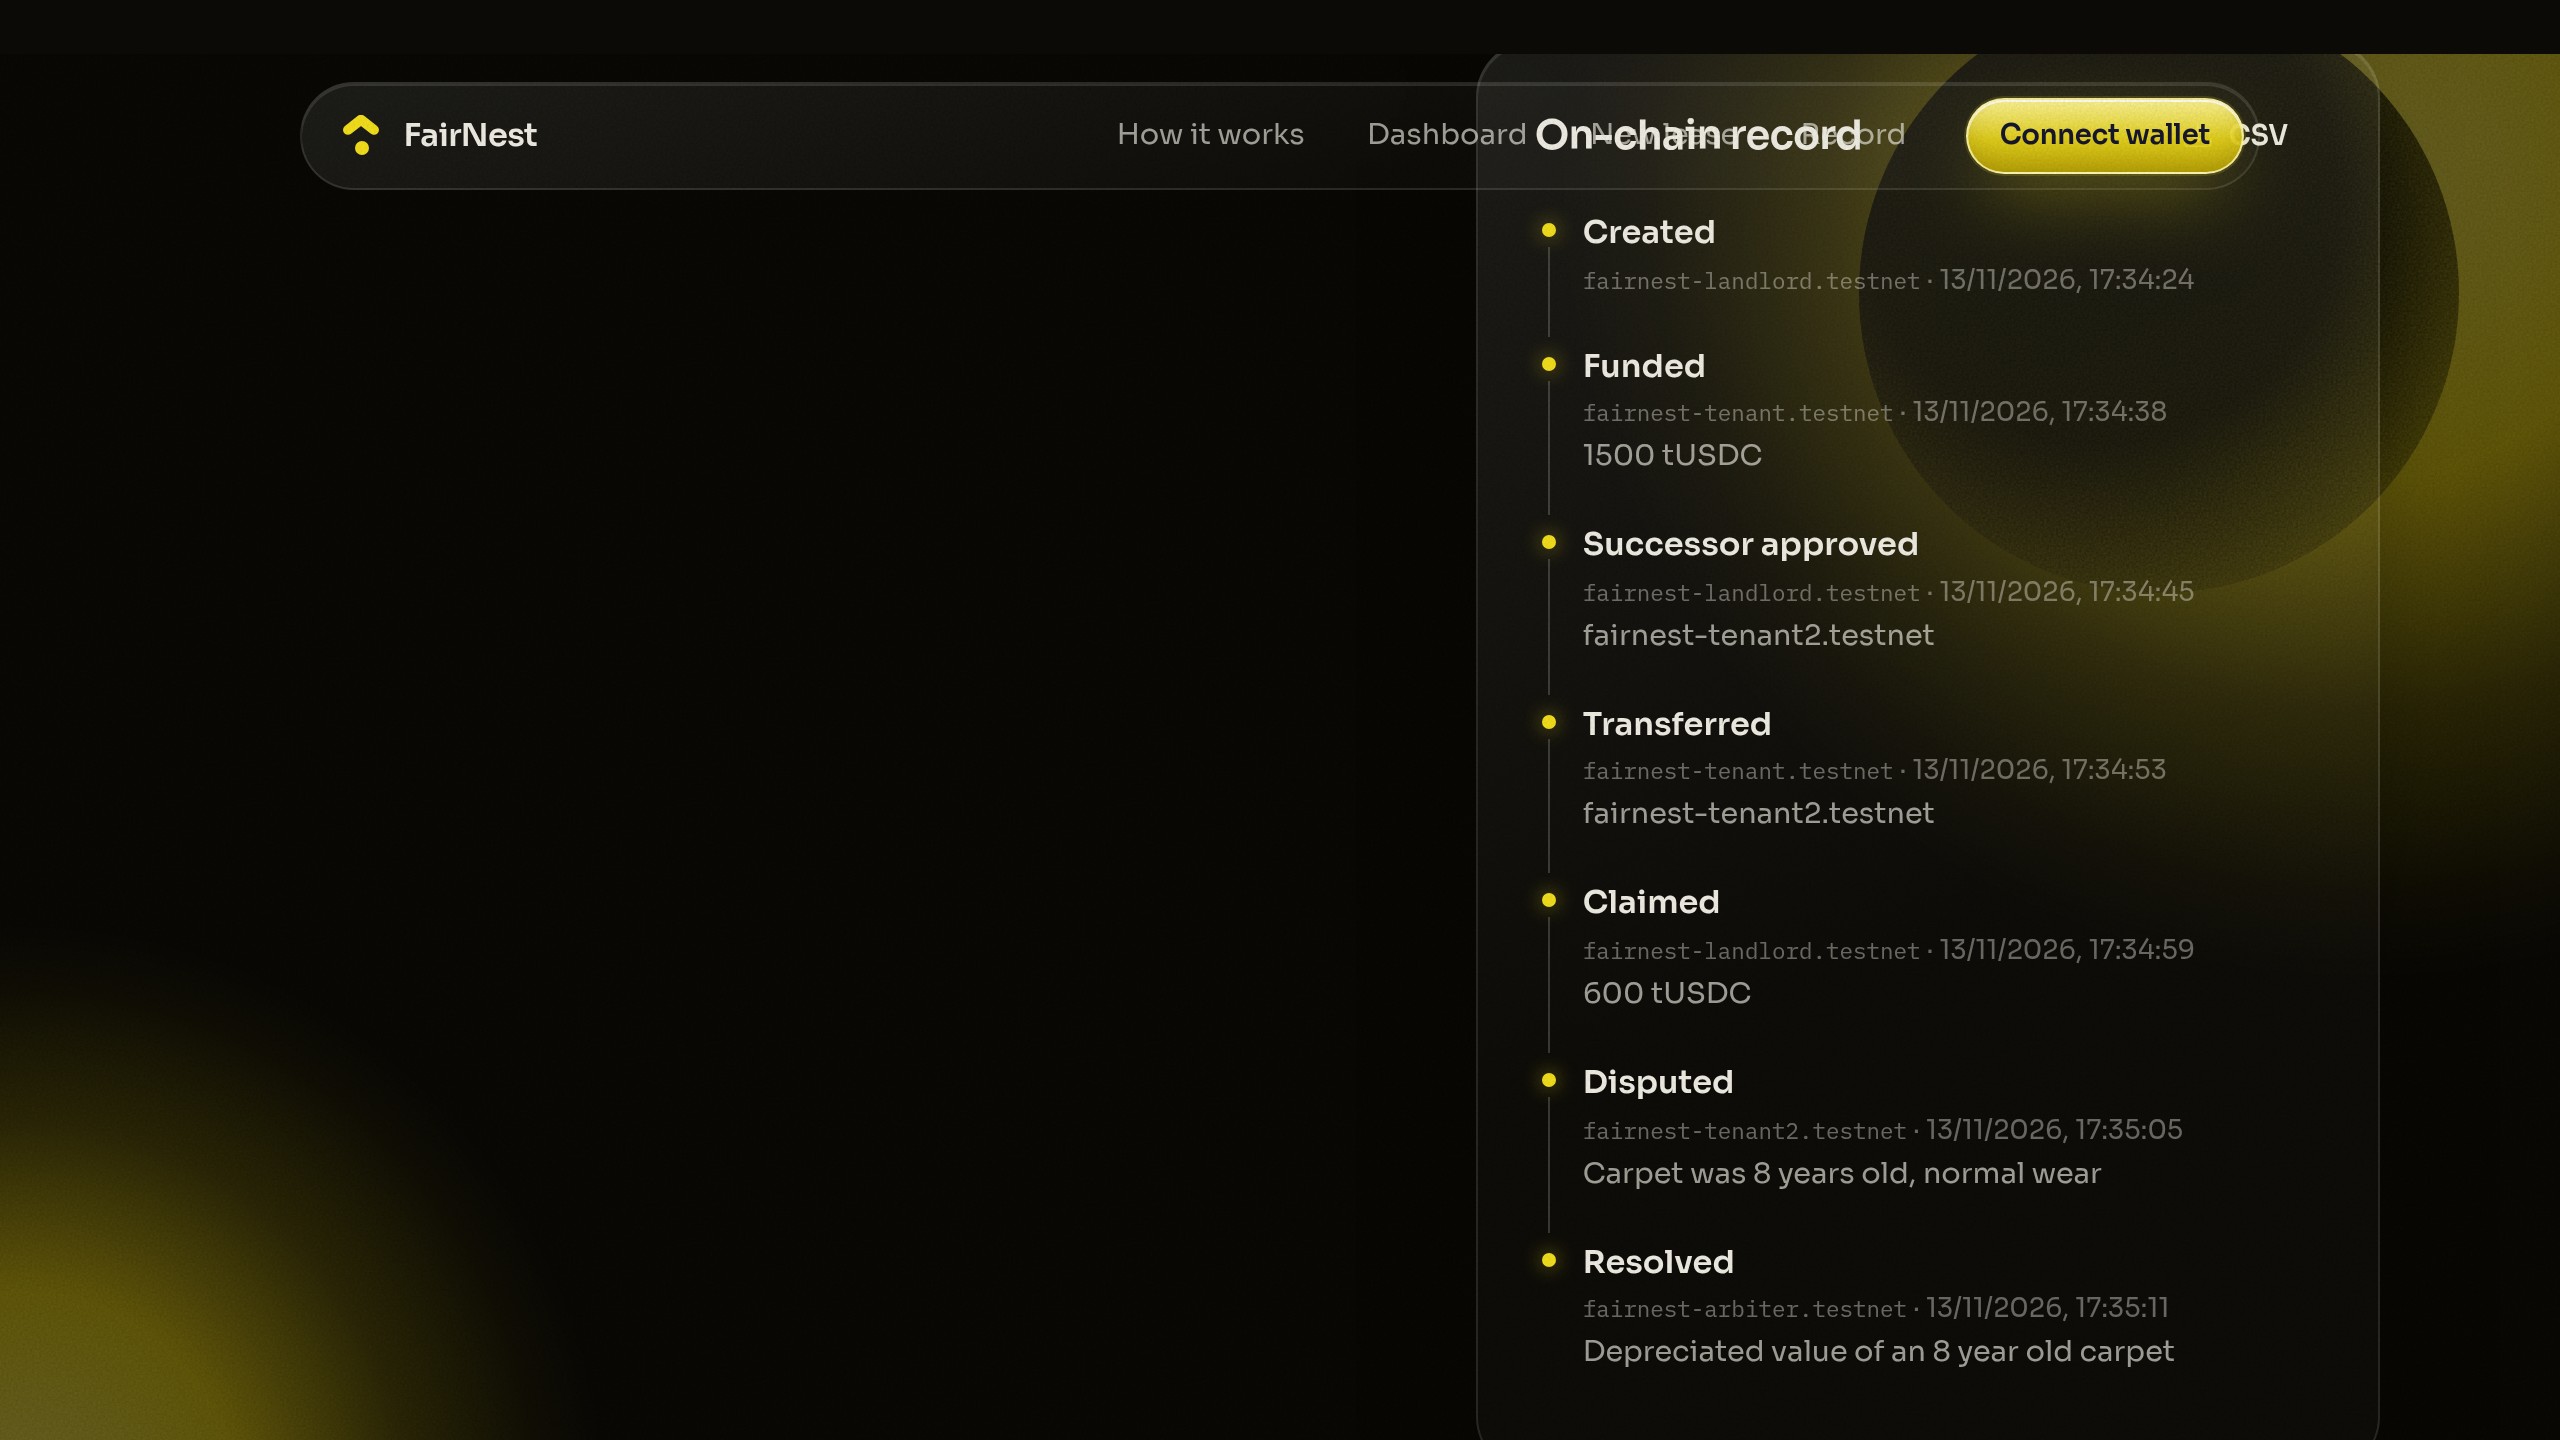 FairNest
How it works
Dashboard
New lease
Record
Connect wallet
CSV
On-chain record
Created
fairnest-landlord.testnet · 13/11/2026, 17:34:24
Funded
fairnest-tenant.testnet · 13/11/2026, 17:34:38
1500 tUSDC
Successor approved
fairnest-landlord.testnet · 13/11/2026, 17:34:45
fairnest-tenant2.testnet
Transferred
fairnest-tenant.testnet · 13/11/2026, 17:34:53
fairnest-tenant2.testnet
Claimed
fairnest-landlord.testnet · 13/11/2026, 17:34:59
600 tUSDC
Disputed
fairnest-tenant2.testnet · 13/11/2026, 17:35:05
Carpet was 8 years old, normal wear
Resolved
fairnest-arbiter.testnet · 13/11/2026, 17:35:11
Depreciated value of an 8 year old carpet